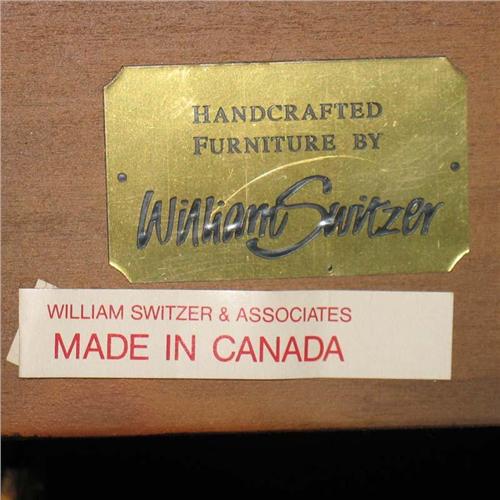 HANDCRAFTED
FURNITURE BY
William Switzer
WILLIAM SWITZER & ASSOCIATES
MADE IN CANADA